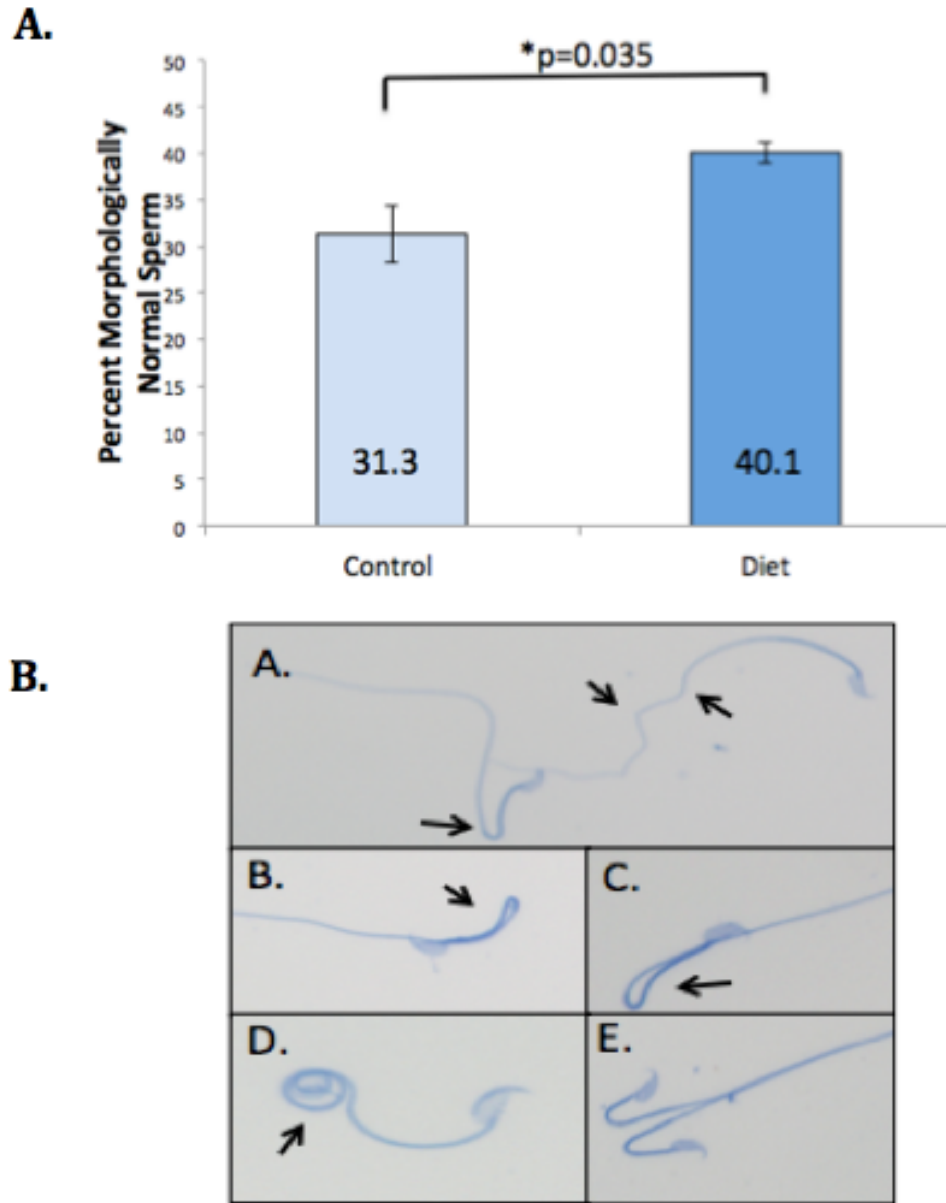 A.
*p=0.035
Percent Morphologically
Normal Sperm
50
45
40
35
30
25
20
15
10
5
0
31.3
40.1
Control
Diet
B.
A.
B.
C.
D.
E.